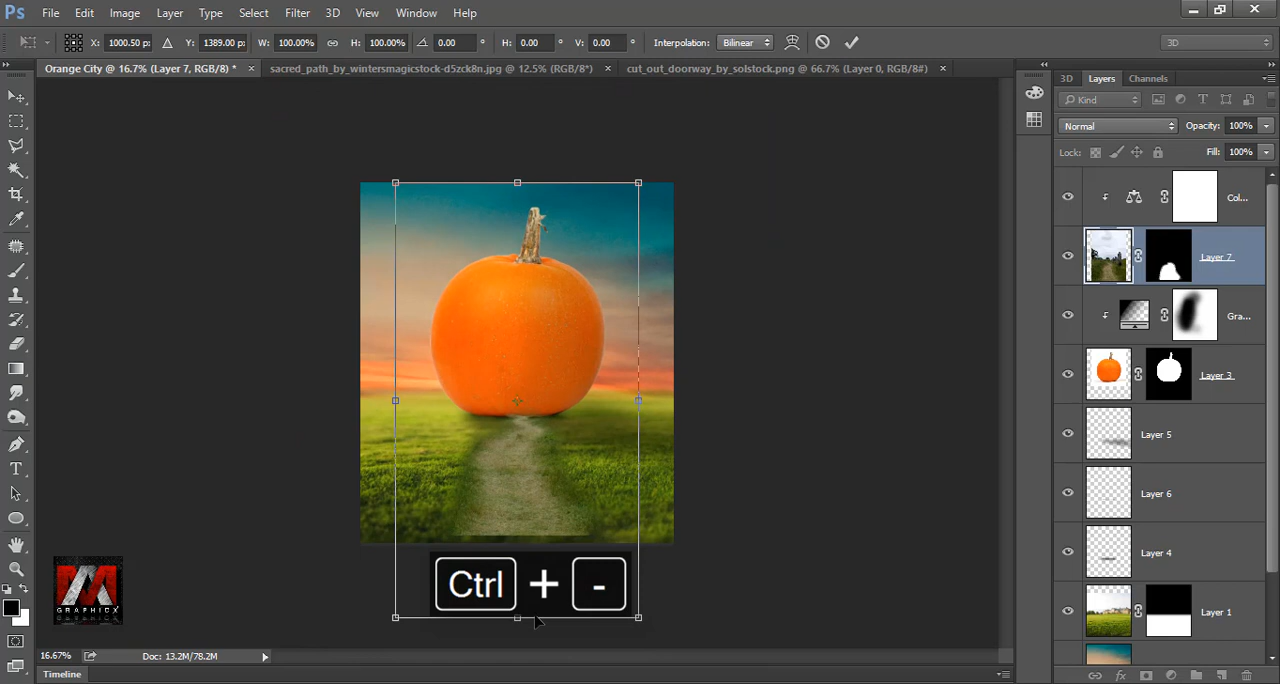 Ps File Edit Image Layer Type Select Filter 3D View Window Help
X: 1000.50 px Y: 1389.00 px W: 100.00% H: 100.00% 0.00 ° H: 0.00 ° V: 0.00 ° Interpolation: Bilinear 3D
Orange City @ 16.7% (Layer 7, RGB/8) * × sacred_path_by_wintersmagicstock-d5zck8n.jpg @ 12.5% (RGB/8*) × cut_out_doorway_by_solstock.png @ 66.7% (Layer 0, RGB/8#) ×
3D Layers Channels
Kind
Normal Opacity: 100%
Lock: Fill: 100%
Col...
Layer 7
Gra...
Layer 3
Layer 5
Layer 6
Layer 4
Layer 1
Ctrl + -
GRAPHICX
16.67% Doc: 13.2M/78.2M
Timeline